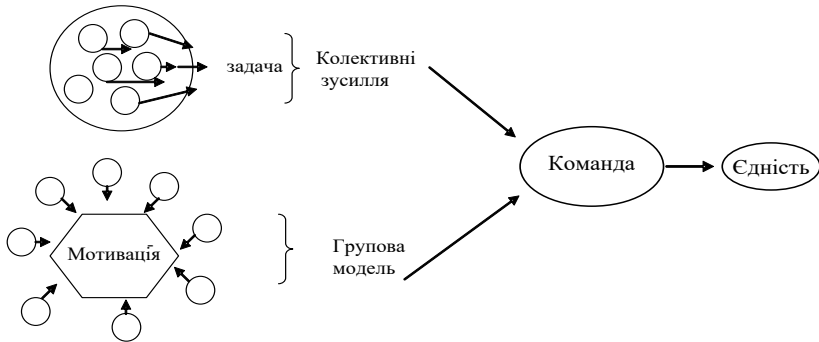 задача
Колективні
зусилля
Команда
Єдність
Мотивація
Групова
модель